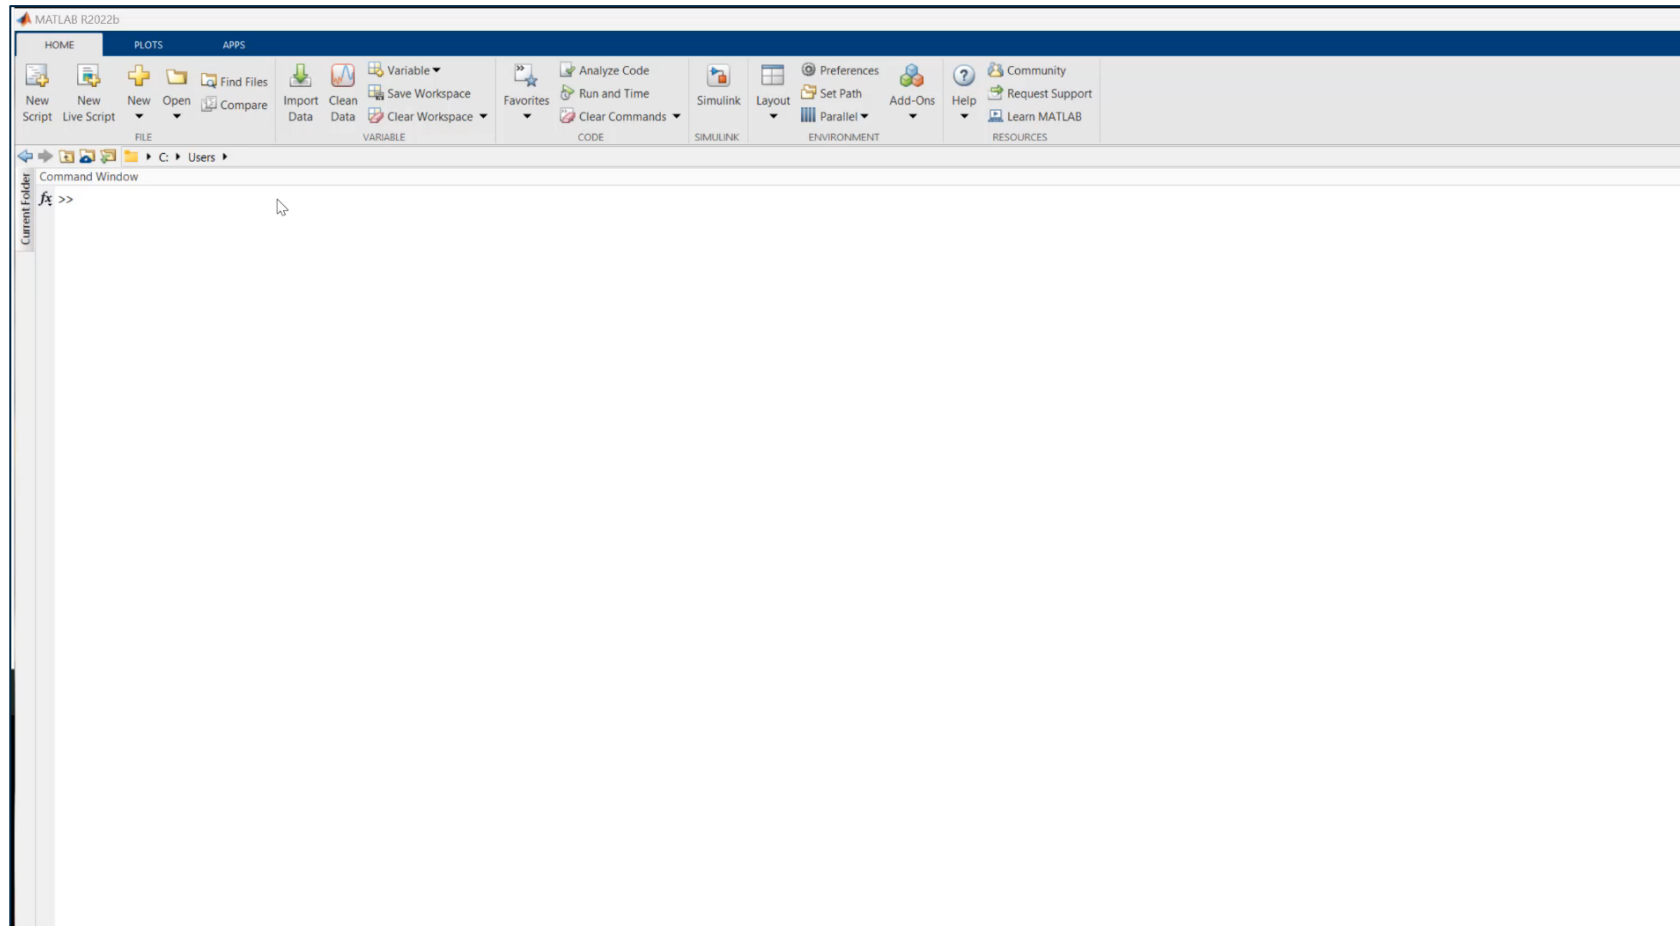 MATLAB R2022b
HOME PLOTS APPS
New Script
New Live Script
New
Open
Find Files
Compare
FILE
Import Data
Clean Data
Variable
Save Workspace
Clear Workspace
VARIABLE
Favorites
Analyze Code
Run and Time
Clear Commands
CODE
Simulink
SIMULINK
Layout
Preferences
Set Path
Parallel
Add-Ons
ENVIRONMENT
Help
Community
Request Support
Learn MATLAB
RESOURCES
C: Users
Current Folder
Command Window
fx >>